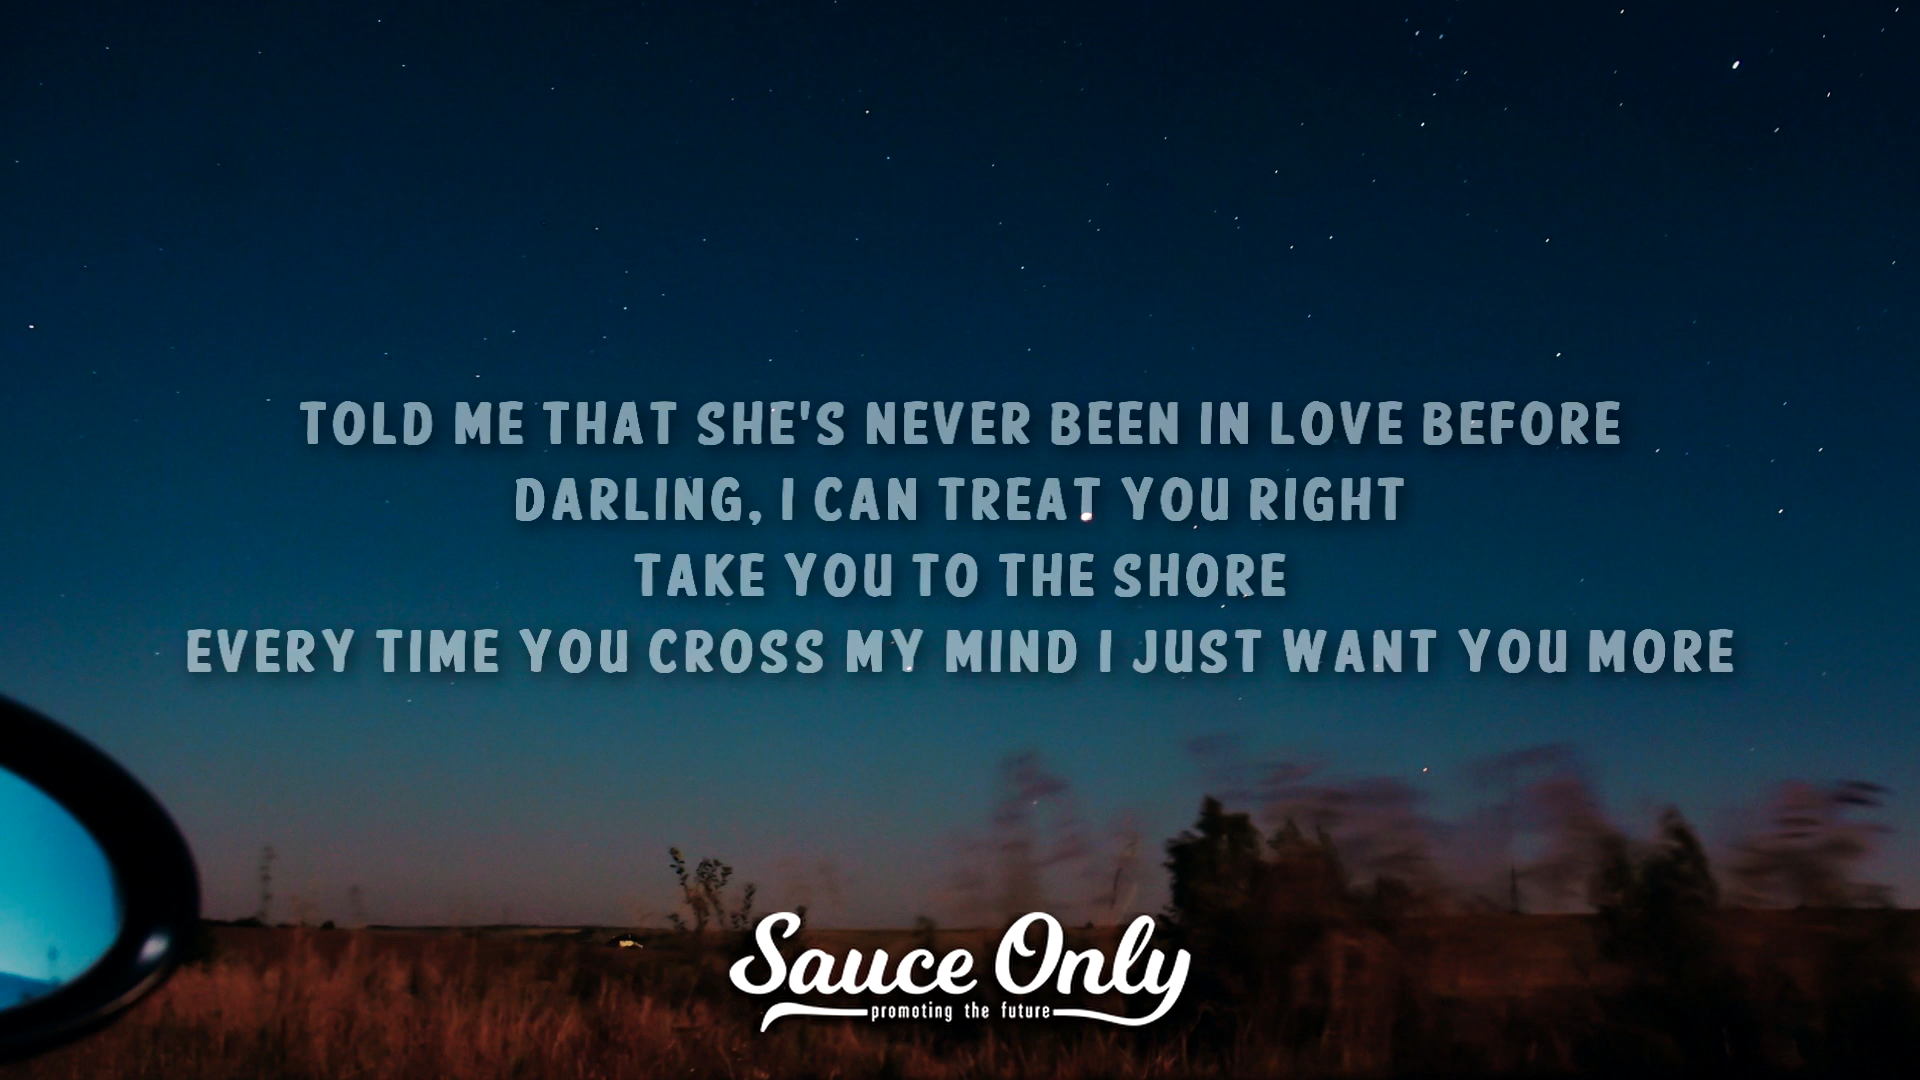 TOLD ME THAT SHE'S NEVER BEEN IN LOVE BEFORE
DARLING, I CAN TREAT YOU RIGHT
TAKE YOU TO THE SHORE
EVERY TIME YOU CROSS MY MIND I JUST WANT YOU MORE
Sauce Only
promoting the future